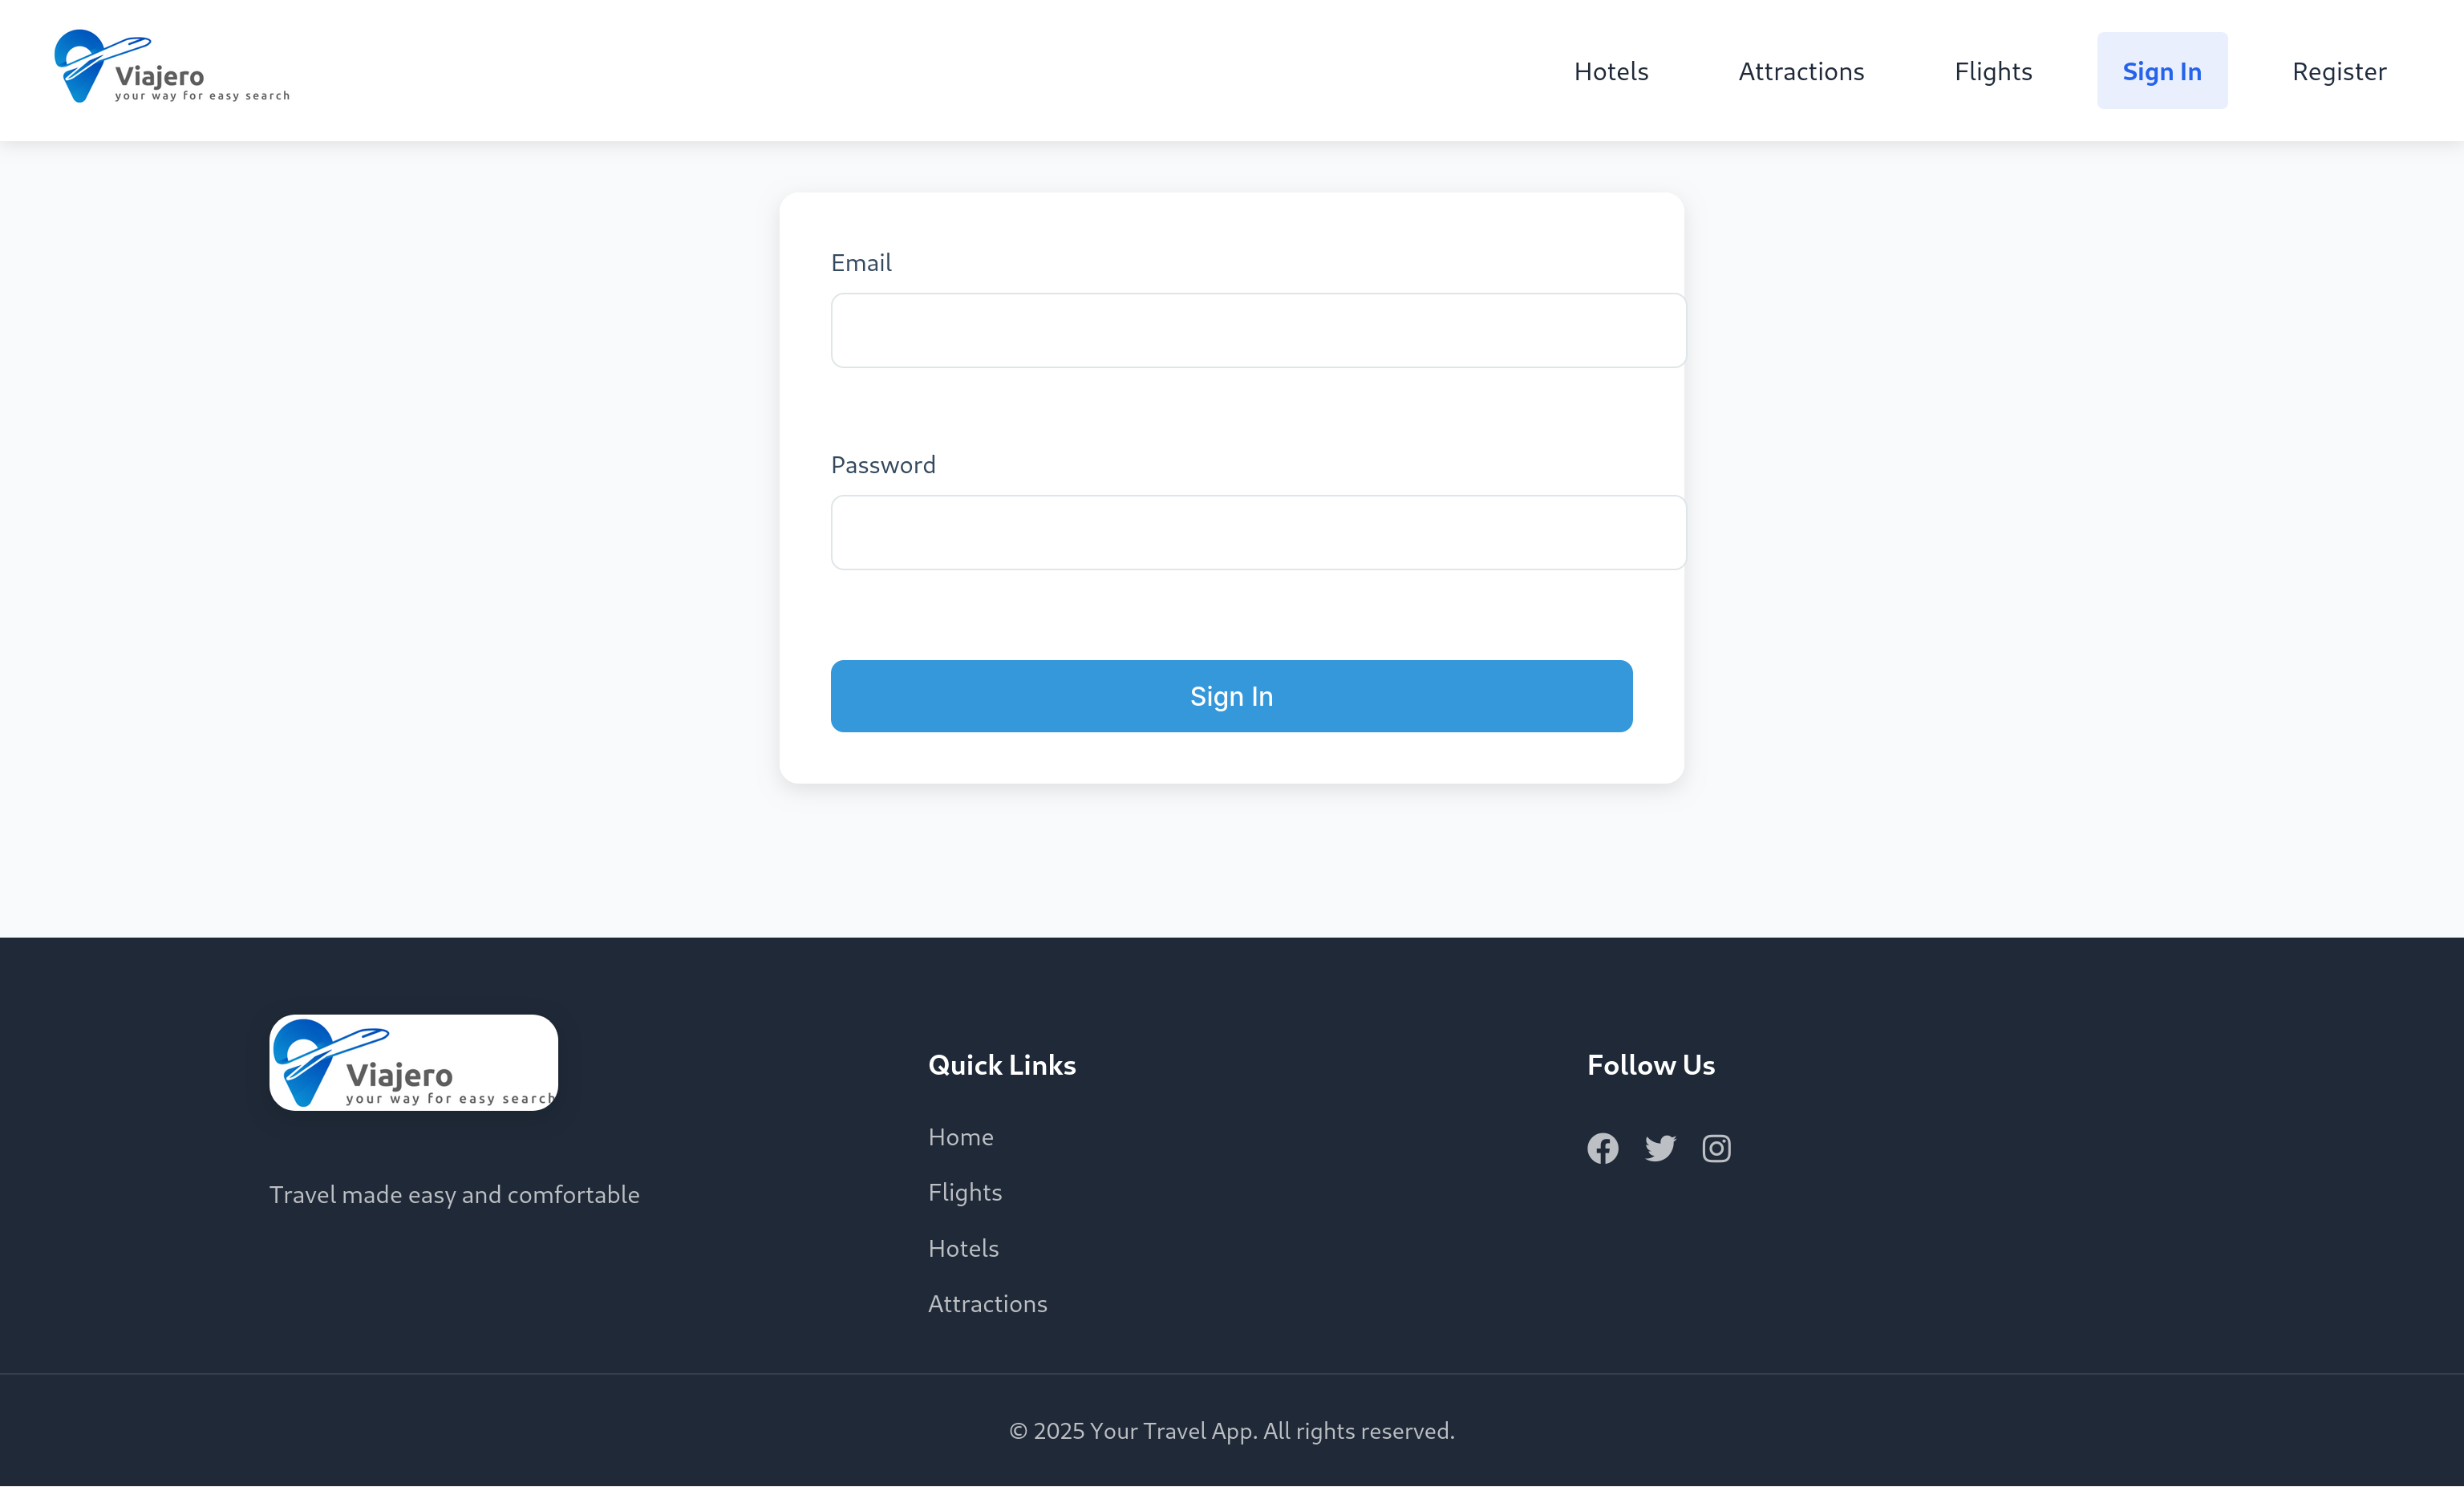 Viajero
your way for easy search
Hotels
Attractions
Flights
Sign In
Register
Email
Password
Sign In
Viajero
your way for easy search
Travel made easy and comfortable
Quick Links
Home
Flights
Hotels
Attractions
Follow Us
© 2025 Your Travel App. All rights reserved.